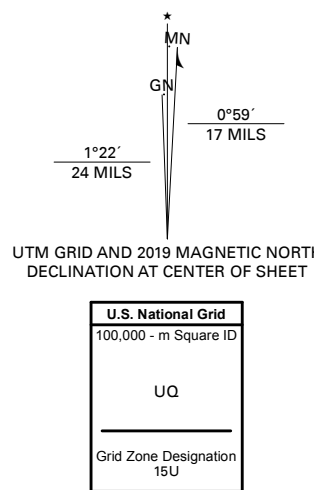 ★
MN
GN
0°59´
17 MILS
1°22´
24 MILS
UTM GRID AND 2019 MAGNETIC NORTH
DECLINATION AT CENTER OF SHEET
U.S. National Grid
100,000 - m Square ID
UQ
Grid Zone Designation
15U